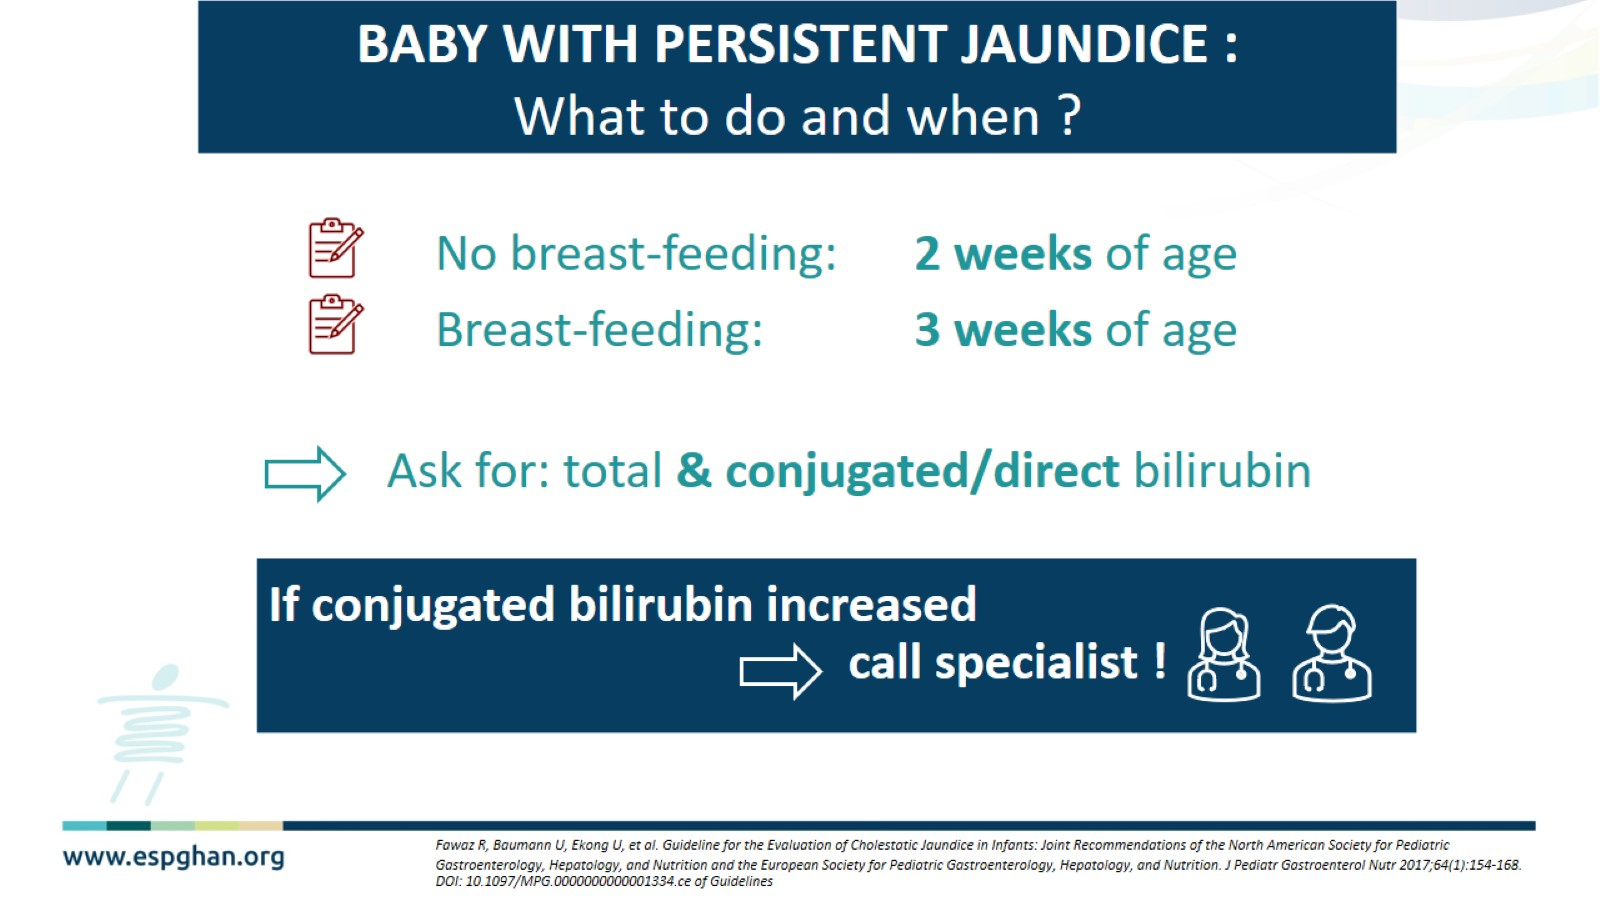 BABY WITH PERSISTENT JAUNDICE :
What to do and when ?
No breast-feeding: 2 weeks of age
Breast-feeding: 3 weeks of age
Ask for: total & conjugated/direct bilirubin
If conjugated bilirubin increased
call specialist !
www.espghan.org
Fawaz R, Baumann U, Ekong U, et al. Guideline for the Evaluation of Cholestatic Jaundice in Infants: Joint Recommendations of the North American Society for Pediatric
Gastroenterology, Hepatology, and Nutrition and the European Society for Pediatric Gastroenterology, Hepatology, and Nutrition. J Pediatr Gastroenterol Nutr 2017;64(1):154-168.
DOI: 10.1097/MPG.0000000000001334.ce of Guidelines